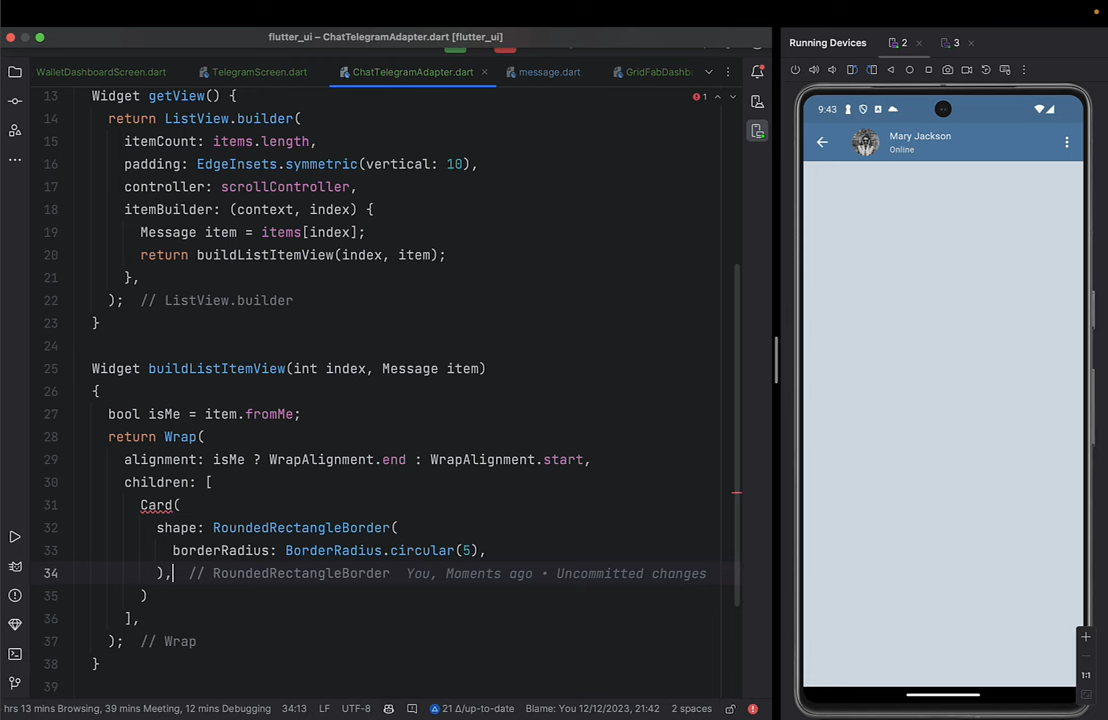 flutter_ui – ChatTelegramAdapter.dart [flutter_ui]
Running Devices
2
3
WalletDashboardScreen.dart
TelegramScreen.dart
ChatTelegramAdapter.dart
message.dart
GridFabDashb
1
13 Widget getView() {
14 return ListView.builder(
15 itemCount: items.length,
16 padding: EdgeInsets.symmetric(vertical: 10),
17 controller: scrollController,
18 itemBuilder: (context, index) {
19 Message item = items[index];
20 return buildListItemView(index, item);
21 },
22 ); // ListView.builder
23 }
24
25 Widget buildListItemView(int index, Message item)
26 {
27 bool isMe = item.fromMe;
28 return Wrap(
29 alignment: isMe ? WrapAlignment.end : WrapAlignment.start,
30 children: [
31 Card(
32 shape: RoundedRectangleBorder(
33 borderRadius: BorderRadius.circular(5),
34 ), // RoundedRectangleBorder You, Moments ago • Uncommitted changes
35 )
36 ],
37 ); // Wrap
38 }
39
9:43
Mary Jackson
Online
1:1
hrs 13 mins Browsing, 39 mins Meeting, 12 mins Debugging 34:13 LF UTF-8 21 Δ/up-to-date Blame: You 12/12/2023, 21:42 2 spaces